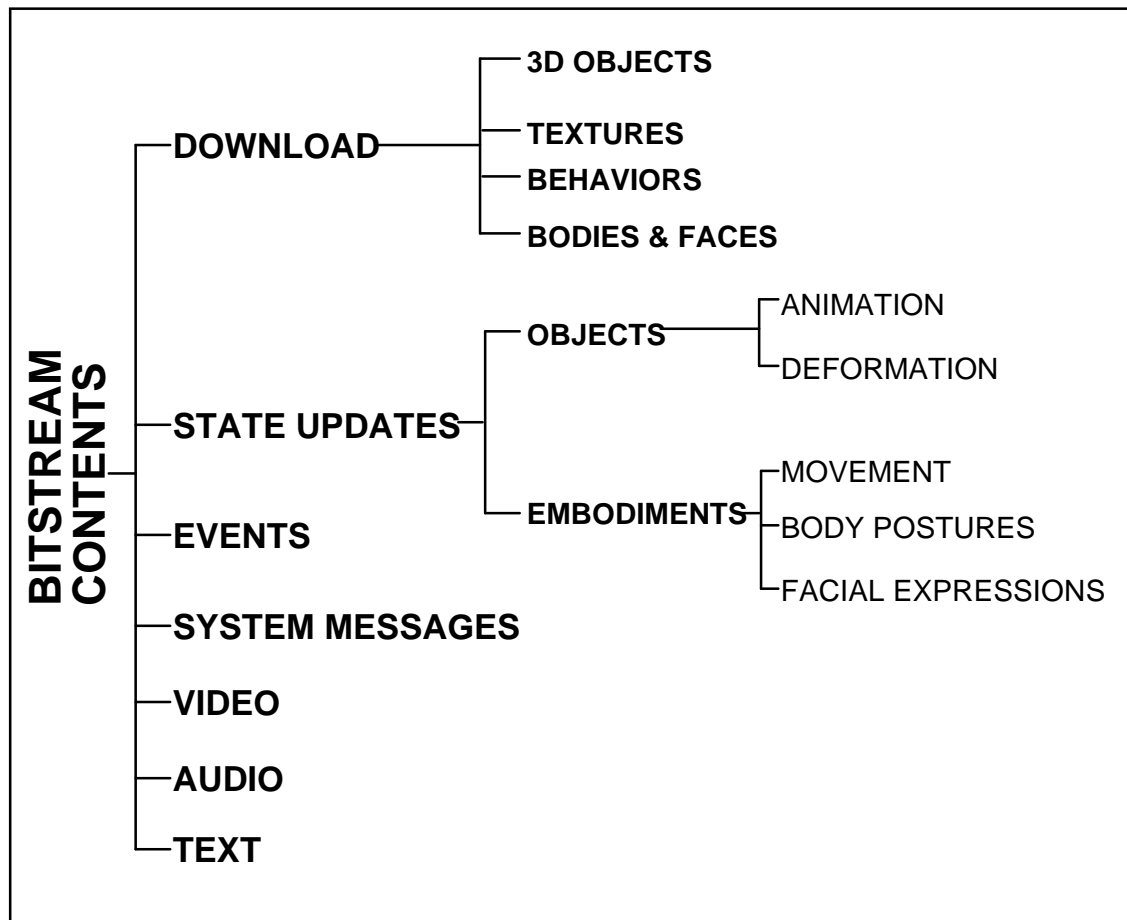 BITSTREAM
CONTENTS
DOWNLOAD
3D OBJECTS
TEXTURES
BEHAVIORS
BODIES & FACES
STATE UPDATES
OBJECTS
ANIMATION
DEFORMATION
EMBODIMENTS
MOVEMENT
BODY POSTURES
FACIAL EXPRESSIONS
EVENTS
SYSTEM MESSAGES
VIDEO
AUDIO
TEXT